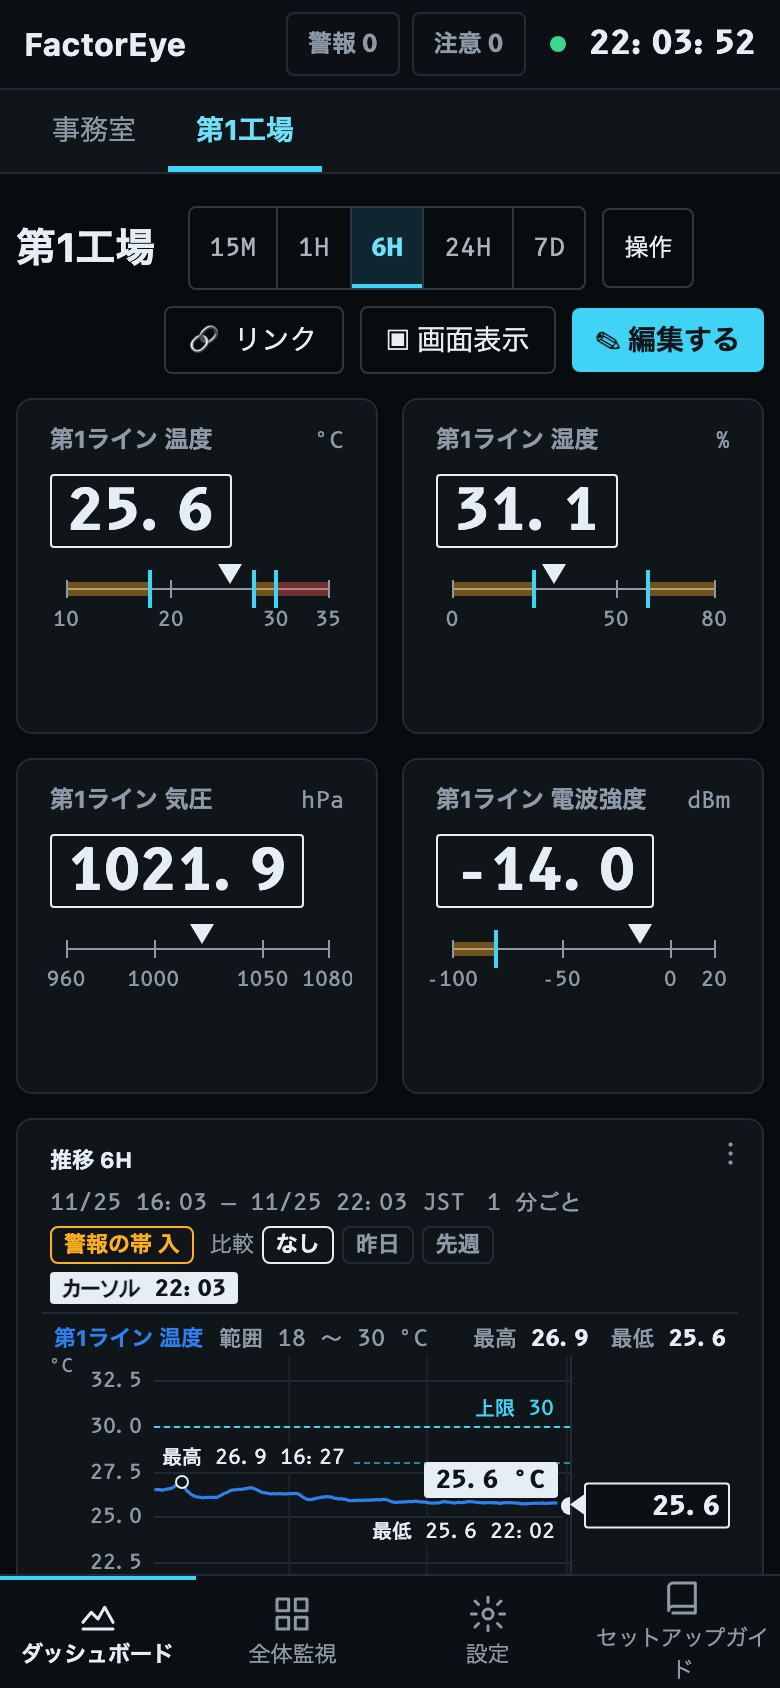 FactorEye 警報 0 注意 0 22:03:52
事務室 第1工場
第1工場 15M 1H 6H 24H 7D 操作
リンク 画面表示 編集する
第1ライン 温度 °C
25.6
10 20 30 35
第1ライン 湿度 %
31.1
0 50 80
第1ライン 気圧 hPa
1021.9
960 1000 1050 1080
第1ライン 電波強度 dBm
-14.0
-100 -50 0 20
推移 6H
11/25 16:03 — 11/25 22:03 JST 1 分ごと
警報の帯 入 比較 なし 昨日 先週
カーソル 22:03
第1ライン 温度 範囲 18 ～ 30 °C 最高 26.9 最低 25.6
°C
32.5
上限 30
30.0
最高 26.9 16:27
27.5
25.6 °C
25.6
25.0
最低 25.6 22:02
22.5
ダッシュボード 全体監視 設定 セットアップガイ
ド